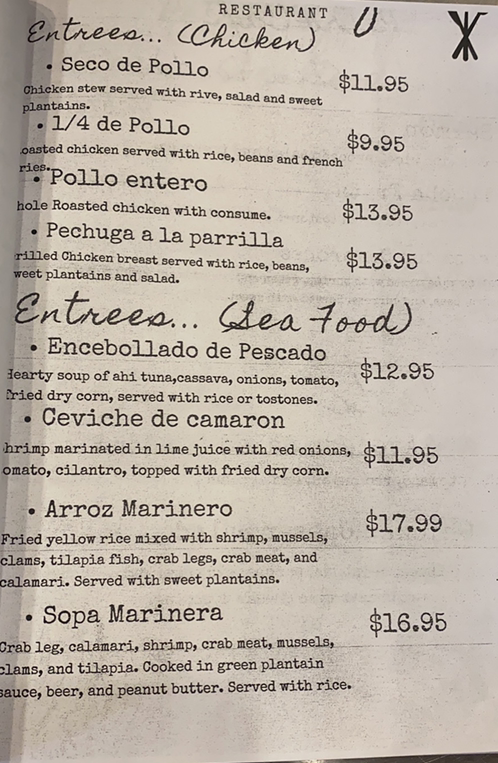 RESTAURANT
Entrees... (Chicken)
• Seco de Pollo $11.95
Chicken stew served with rive, salad and sweet
plantains.
• 1/4 de Pollo $9.95
oasted chicken served with rice, beans and french
ries.
• Pollo entero
hole Roasted chicken with consume. $13.95
• Pechuga a la parrilla
rilled Chicken breast served with rice, beans, $13.95
weet plantains and salad.
Entrees... (Sea Food)
• Encebollado de Pescado
Hearty soup of ahi tuna,cassava, onions, tomato, $12.95
fried dry corn, served with rice or tostones.
• Ceviche de camaron
hrimp marinated in lime juice with red onions, $11.95
omato, cilantro, topped with fried dry corn.
• Arroz Marinero $17.99
Fried yellow rice mixed with shrimp, mussels,
clams, tilapia fish, crab legs, crab meat, and
calamari. Served with sweet plantains.
• Sopa Marinera $16.95
Crab leg, calamari, shrimp, crab meat, mussels,
clams, and tilapia. Cooked in green plantain
sauce, beer, and peanut butter. Served with rice.